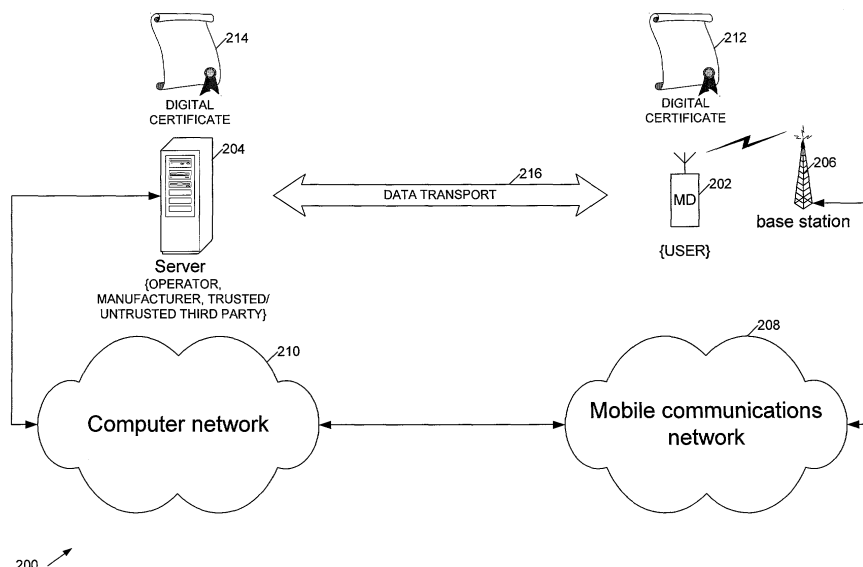 214
DIGITAL
CERTIFICATE
212
DIGITAL
CERTIFICATE
204
Server
{OPERATOR,
MANUFACTURER, TRUSTED/
UNTRUSTED THIRD PARTY}
216
DATA TRANSPORT
MD
202
{USER}
206
base station
210
Computer network
208
Mobile communications
network
200